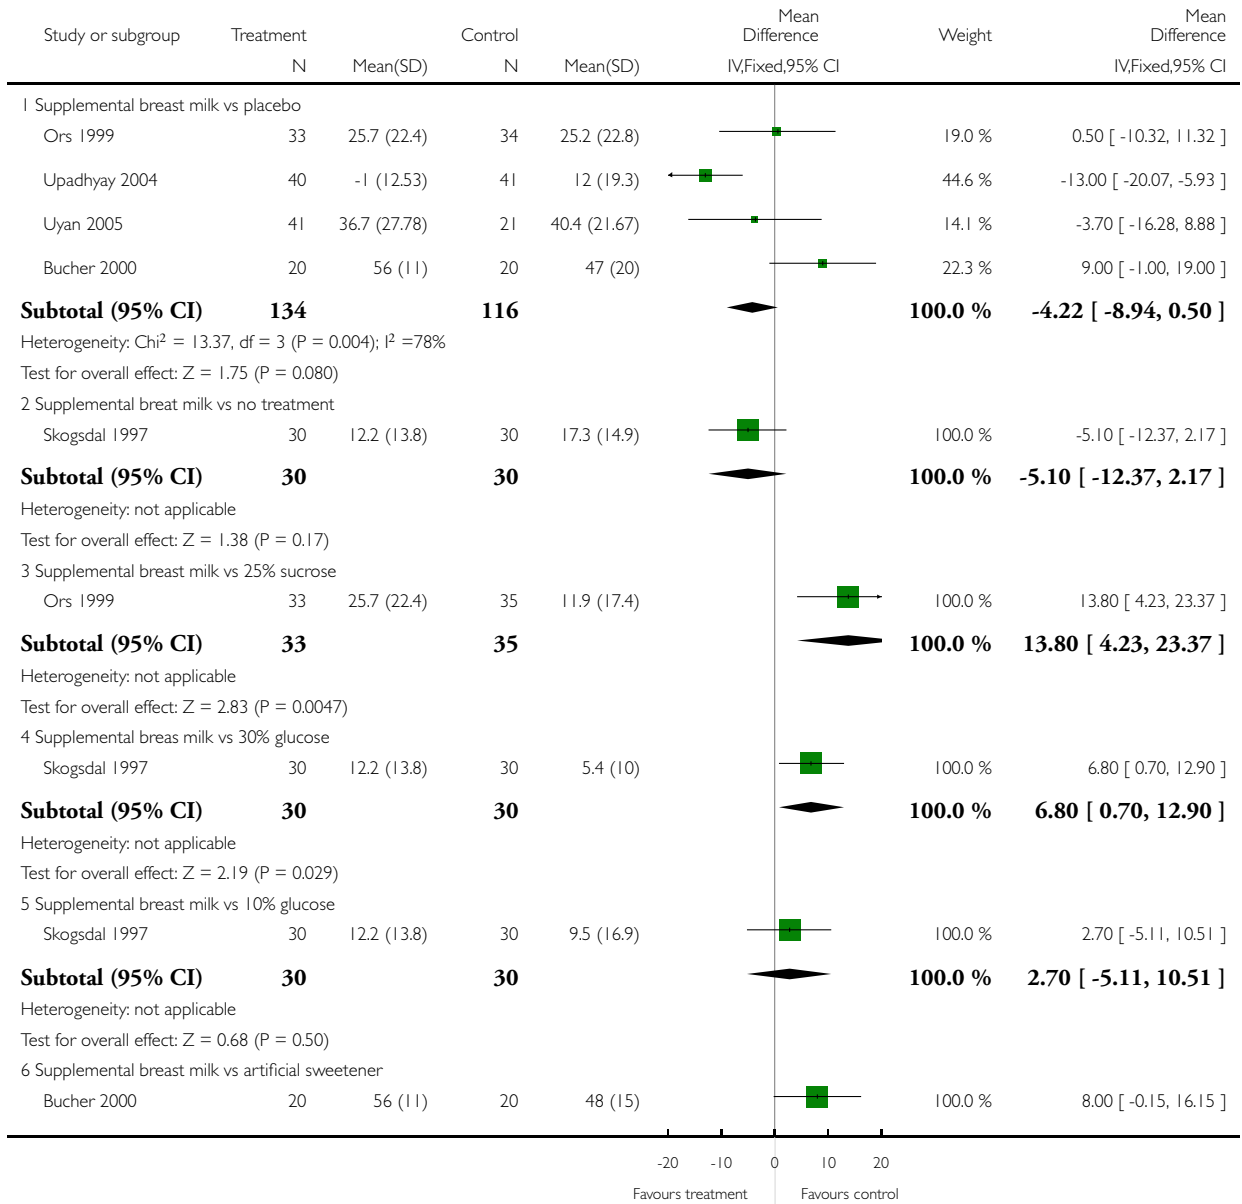 Study or subgroup Treatment Control Mean Difference Weight Mean Difference
N Mean(SD) N Mean(SD) IV,Fixed,95% CI IV,Fixed,95% CI
1 Supplemental breast milk vs placebo
Ors 1999 33 25.7 (22.4) 34 25.2 (22.8) 19.0 % 0.50 [ -10.32, 11.32 ]
Upadhyay 2004 40 -1 (12.53) 41 12 (19.3) 44.6 % -13.00 [ -20.07, -5.93 ]
Uyan 2005 41 36.7 (27.78) 21 40.4 (21.67) 14.1 % -3.70 [ -16.28, 8.88 ]
Bucher 2000 20 56 (11) 20 47 (20) 22.3 % 9.00 [ -1.00, 19.00 ]
Subtotal (95% CI) 134 116 100.0 % -4.22 [ -8.94, 0.50 ]
Heterogeneity: Chi² = 13.37, df = 3 (P = 0.004); I² =78%
Test for overall effect: Z = 1.75 (P = 0.080)
2 Supplemental breat milk vs no treatment
Skogsdal 1997 30 12.2 (13.8) 30 17.3 (14.9) 100.0 % -5.10 [ -12.37, 2.17 ]
Subtotal (95% CI) 30 30 100.0 % -5.10 [ -12.37, 2.17 ]
Heterogeneity: not applicable
Test for overall effect: Z = 1.38 (P = 0.17)
3 Supplemental breast milk vs 25% sucrose
Ors 1999 33 25.7 (22.4) 35 11.9 (17.4) 100.0 % 13.80 [ 4.23, 23.37 ]
Subtotal (95% CI) 33 35 100.0 % 13.80 [ 4.23, 23.37 ]
Heterogeneity: not applicable
Test for overall effect: Z = 2.83 (P = 0.0047)
4 Supplemental breas milk vs 30% glucose
Skogsdal 1997 30 12.2 (13.8) 30 5.4 (10) 100.0 % 6.80 [ 0.70, 12.90 ]
Subtotal (95% CI) 30 30 100.0 % 6.80 [ 0.70, 12.90 ]
Heterogeneity: not applicable
Test for overall effect: Z = 2.19 (P = 0.029)
5 Supplemental breast milk vs 10% glucose
Skogsdal 1997 30 12.2 (13.8) 30 9.5 (16.9) 100.0 % 2.70 [ -5.11, 10.51 ]
Subtotal (95% CI) 30 30 100.0 % 2.70 [ -5.11, 10.51 ]
Heterogeneity: not applicable
Test for overall effect: Z = 0.68 (P = 0.50)
6 Supplemental breast milk vs artificial sweetener
Bucher 2000 20 56 (11) 20 48 (15) 100.0 % 8.00 [ -0.15, 16.15 ]
-20 -10 0 10 20
Favours treatment Favours control